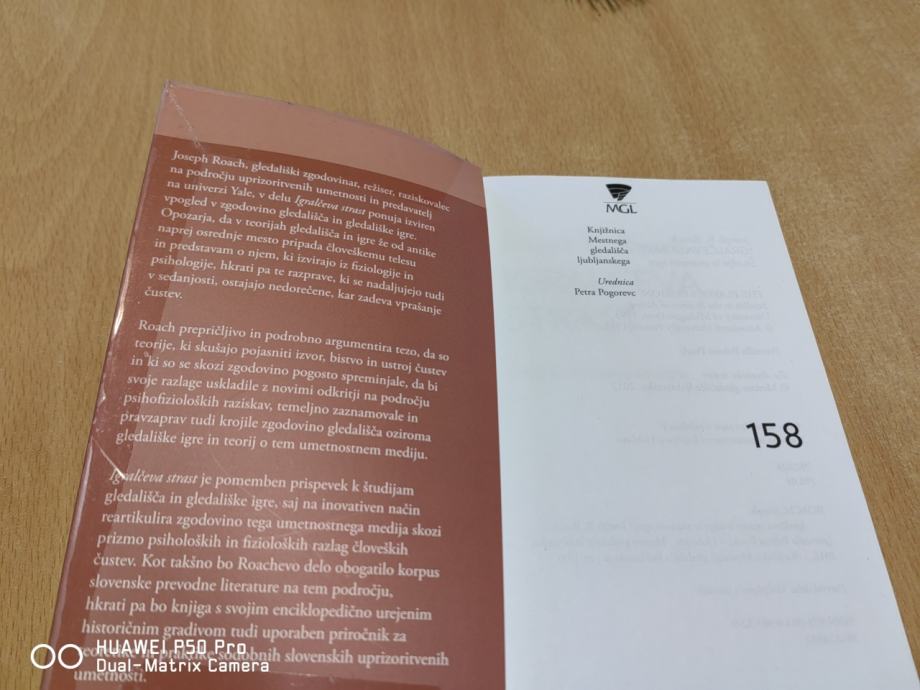 Joseph Roach, gledališki zgodovinar, režiser, raziskovalec
na področju uprizoritvenih umetnosti in predavatelj
na univerzi Yale, v delu Igralčeva strast ponuja izviren
vpogled v zgodovino gledališča in gledališke igre.
Opozarja, da v teorijah gledališča in igre že od antike
naprej osrednje mesto pripada človeškemu telesu
in predstavam o njem, ki izvirajo iz fiziologije in
psihologije, hkrati pa te razprave, ki se nadaljujejo tudi
v sedanjosti, ostajajo nedorečene, kar zadeva vprašanje
čustev.
Roach prepričljivo in podrobno argumentira tezo, da so
teorije, ki skušajo pojasniti izvor, bistvo in ustroj čustev
in ki so se skozi zgodovino pogosto spreminjale, da bi
svoje razlage uskladile z novimi odkritji na področju
psihofizioloških raziskav, temeljno zaznamovale in
pravzaprav tudi krojile zgodovino gledališča oziroma
gledališke igre in teorij o tem umetnostnem mediju.
Igralčeva strast je pomemben prispevek k študijam
gledališča in gledališke igre, saj na inovativen način
reartikulira zgodovino tega umetnostnega medija skozi
prizmo psiholoških in fizioloških razlag človeških
čustev. Kot takšno bo Roachevo delo obogatilo korpus
slovenske prevodne literature na tem področju,
hkrati pa bo knjiga s svojim enciklopedično urejenim
historičnim gradivom tudi uporaben priročnik za
teoretike in praktike sodobnih slovenskih uprizoritvenih
umetnosti.
MGL
Knjižnica
Mestnega
gledališča
ljubljanskega
Urednica
Petra Pogorevc
158
HUAWEI P50 Pro
Dual-Matrix Camera